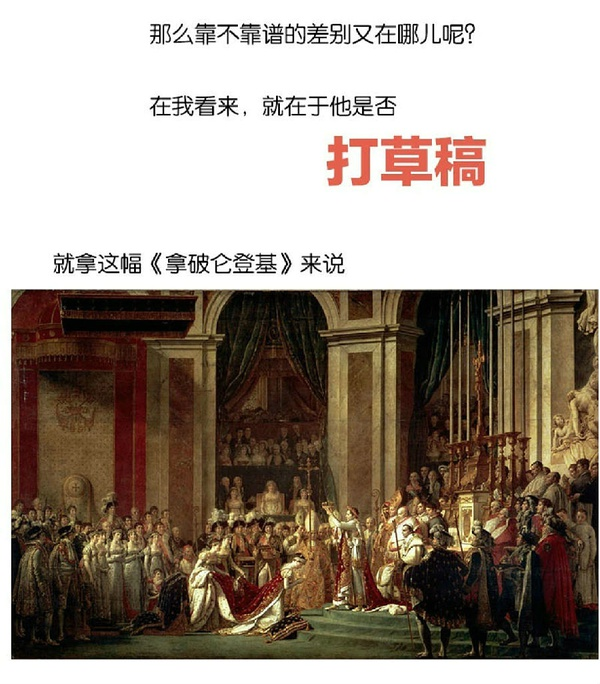 那么靠不靠谱的差别又在哪儿呢？
在我看来，就在于他是否
打草稿
就拿这幅《拿破仑登基》来说